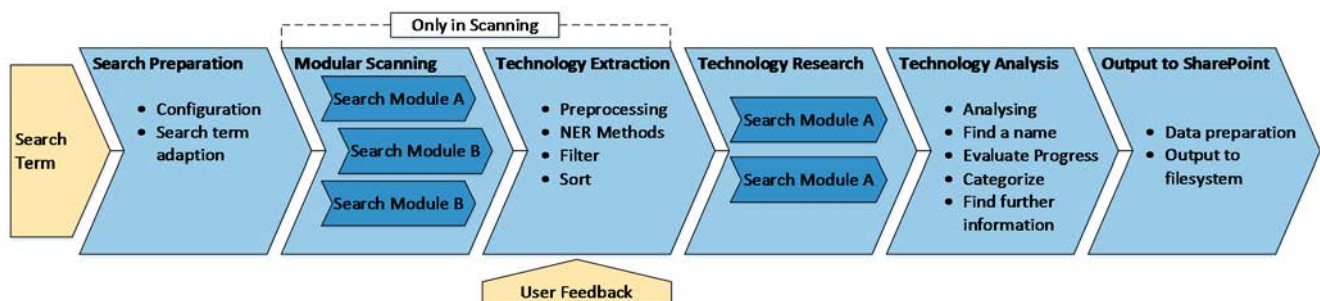 Only in Scanning
Search Term
Search Preparation
• Configuration
• Search term
adaption
Modular Scanning
Search Module A
Search Module B
Search Module B
Technology Extraction
• Preprocessing
• NER Methods
• Filter
• Sort
Technology Research
Search Module A
Search Module A
Technology Analysis
• Analysing
• Find a name
• Evaluate Progress
• Categorize
• Find further
information
Output to SharePoint
• Data preparation
• Output to
filesystem
User Feedback